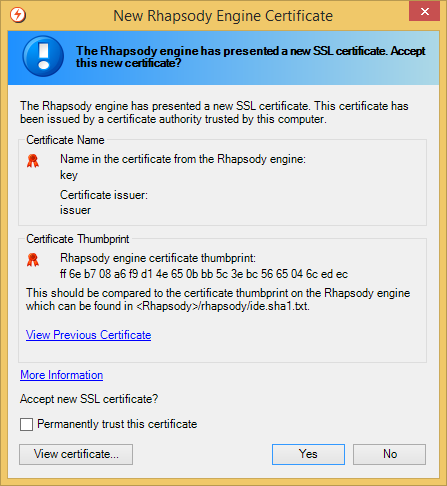 New Rhapsody Engine Certificate
The Rhapsody engine has presented a new SSL certificate. Accept
this new certificate?
The Rhapsody engine has presented a new SSL certificate. This certificate has
been issued by a certificate authority trusted by this computer.
Certificate Name
Name in the certificate from the Rhapsody engine:
key
Certificate issuer:
issuer
Certificate Thumbprint
Rhapsody engine certificate thumbprint:
ff 6e b7 08 a6 f9 d1 4e 65 0b bb 5c 3e bc 56 65 04 6c ed ec
This should be compared to the certificate thumbprint on the Rhapsody engine
which can be found in <Rhapsody>/rhapsody/ide.sha1.txt.
View Previous Certificate
More Information
Accept new SSL certificate?
Permanently trust this certificate
View certificate... Yes No